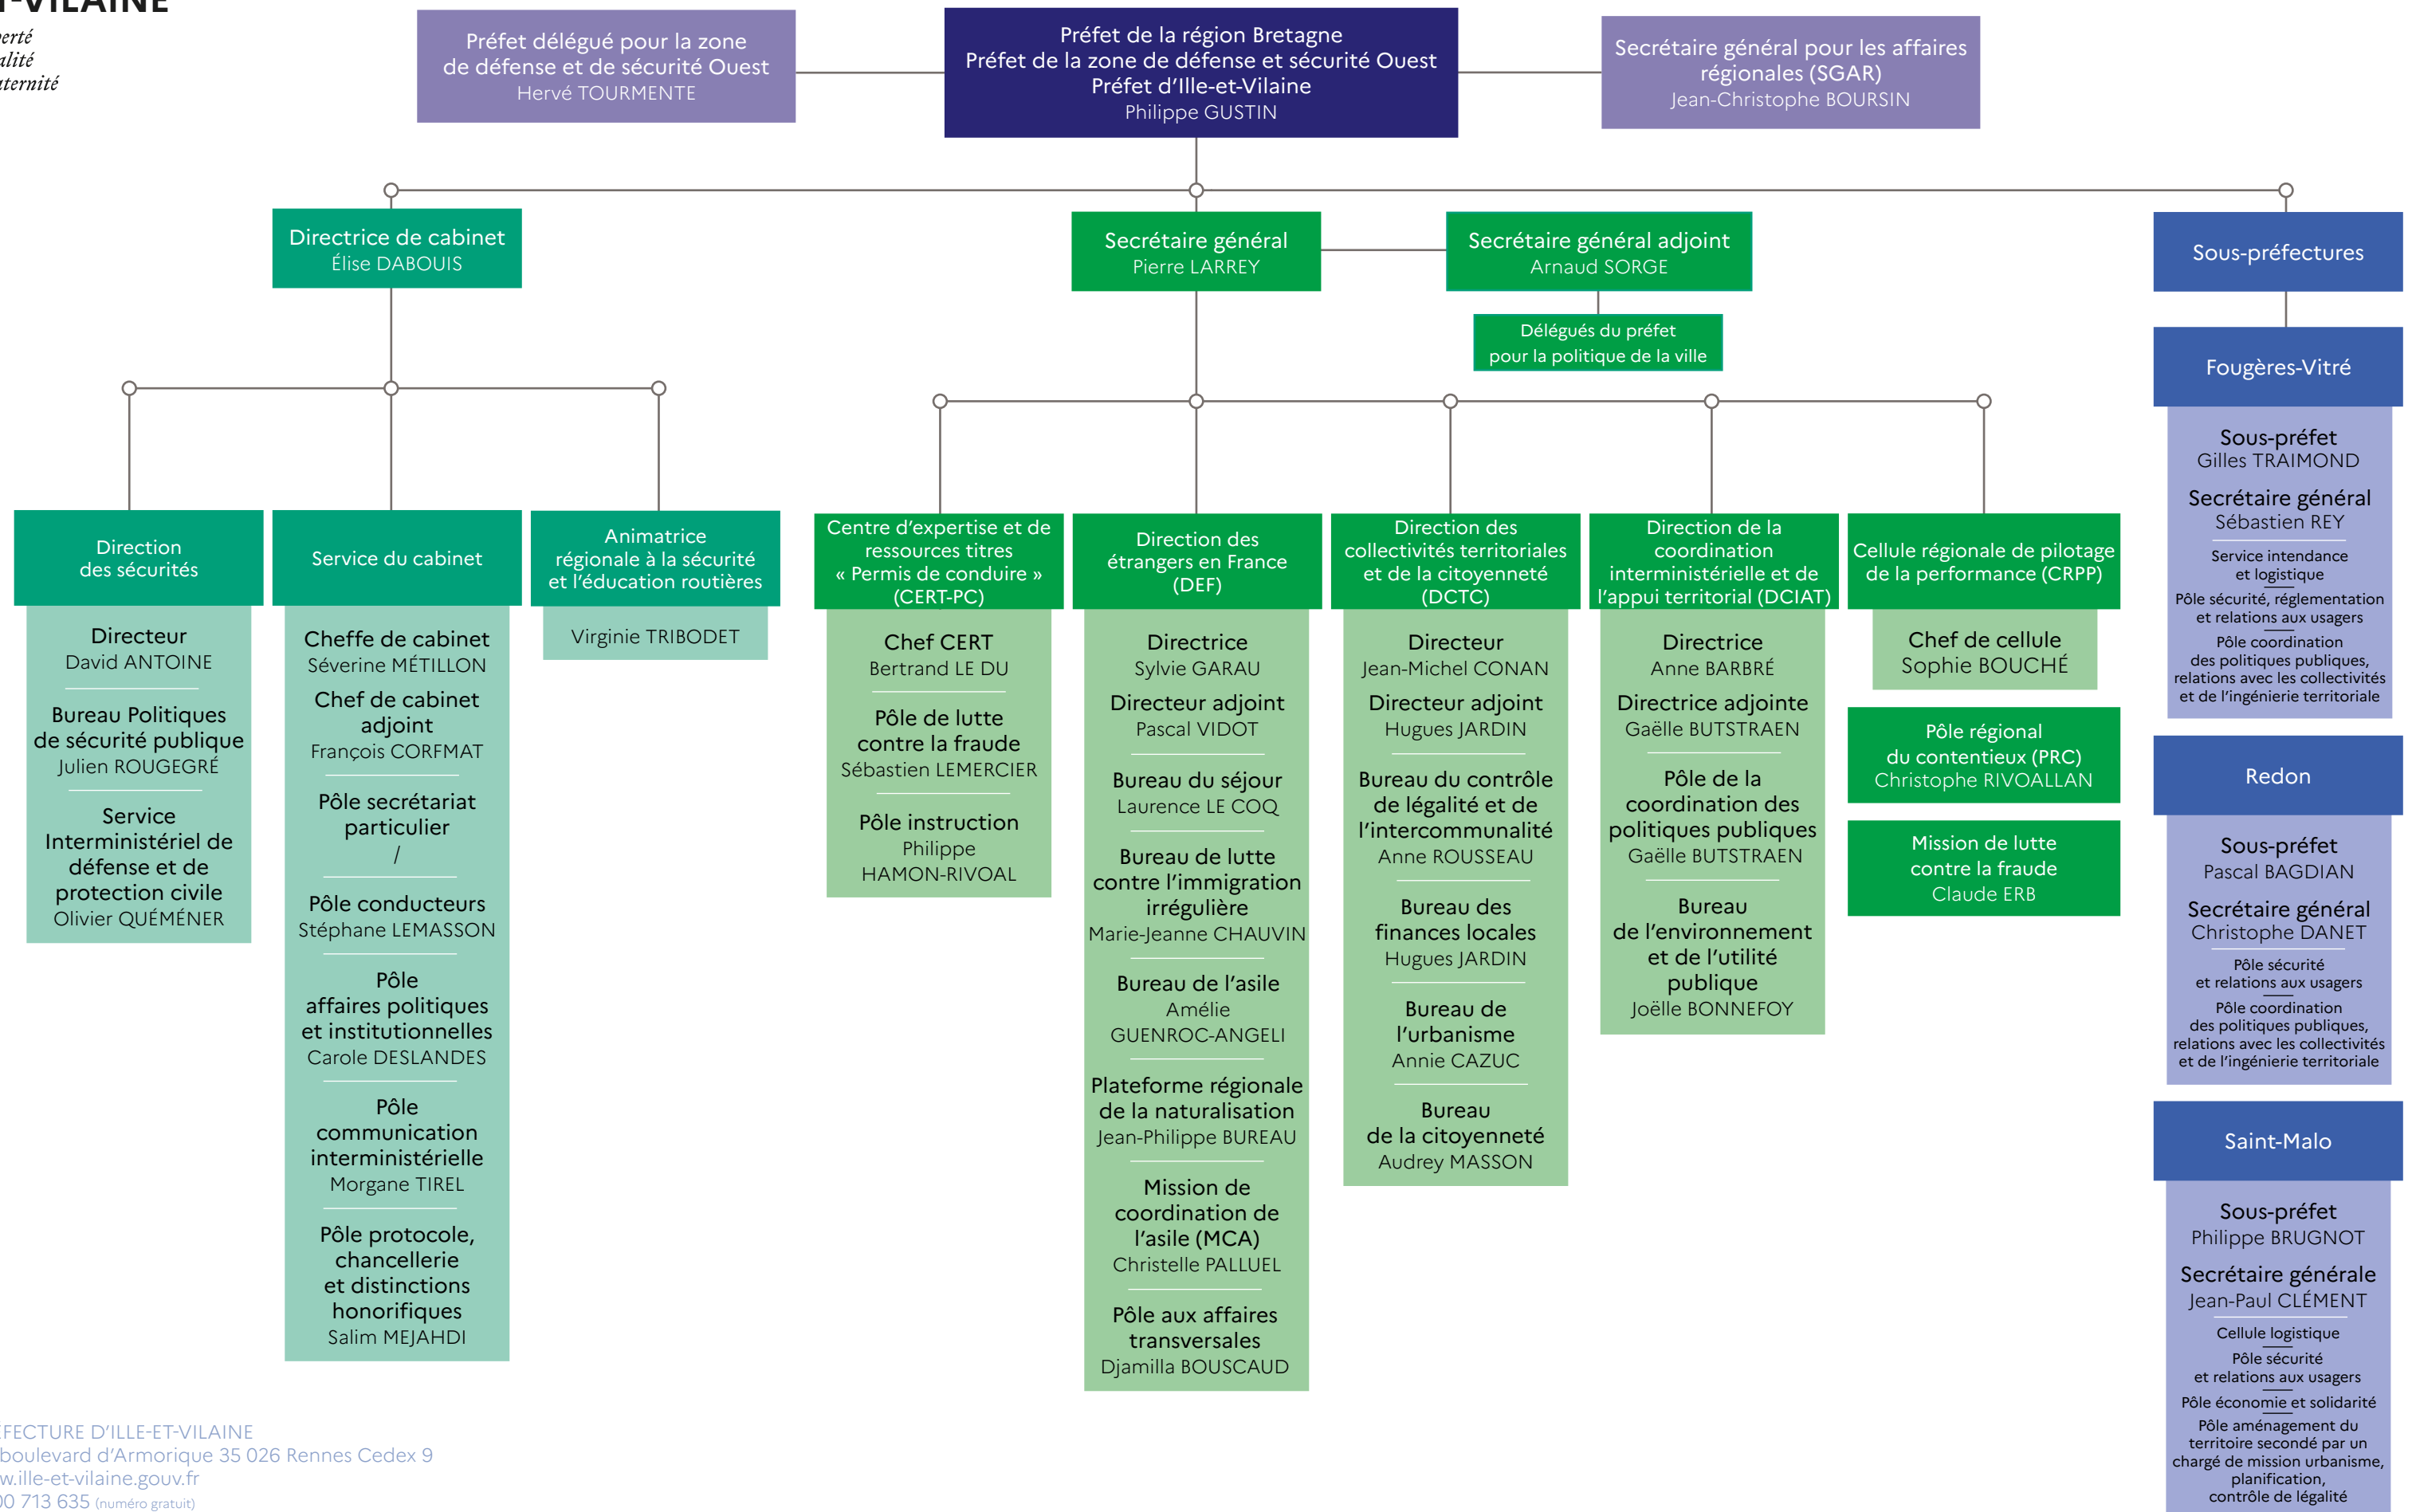 -VILAINE
Préfet délégué pour la zone
de défense et de sécurité Ouest
Hervé TOURMENTE
Préfet de la région Bretagne
Préfet de la zone de défense et sécurité Ouest
Préfet d’Ille-et-Vilaine
Philippe GUSTIN
Secrétaire général pour les affaires
régionales (SGAR)
Jean-Christophe BOURSIN
Directrice de cabinet
Élise DABOUIS
Secrétaire général
Pierre LARREY
Secrétaire général adjoint
Arnaud SORGE
Délégués du préfet
pour la politique de la ville
Direction
des sécurités
Directeur
David ANTOINE
Bureau Politiques
de sécurité publique
Julien ROUGEGRÉ
Service
Interministériel de
défense et de
protection civile
Olivier QUÉMÉNER
Service du cabinet
Cheffe de cabinet
Séverine MÉTILLON
Chef de cabinet
adjoint
François CORFMAT
Pôle secrétariat
particulier
/
Pôle conducteurs
Stéphane LEMASSON
Pôle
affaires politiques
et institutionnelles
Carole DESLANDES
Pôle
communication
interministérielle
Morgane TIREL
Pôle protocole,
chancellerie
et distinctions
honorifiques
Salim MEJAHDI
Animatrice
régionale à la sécurité
et l’éducation routières
Virginie TRIBODET
Centre d’expertise et de
ressources titres
« Permis de conduire »
(CERT-PC)
Chef CERT
Bertrand LE DU
Pôle de lutte
contre la fraude
Sébastien LEMERCIER
Pôle instruction
Philippe
HAMON-RIVOAL
Direction des
étrangers en France
(DEF)
Directrice
Sylvie GARAU
Directeur adjoint
Pascal VIDOT
Bureau du séjour
Laurence LE COQ
Bureau de lutte
contre l’immigration
irrégulière
Marie-Jeanne CHAUVIN
Bureau de l’asile
Amélie
GUENROC-ANGELI
Plateforme régionale
de la naturalisation
Jean-Philippe BUREAU
Mission de
coordination de
l’asile (MCA)
Christelle PALLUEL
Pôle aux affaires
transversales
Djamilla BOUSCAUD
Direction des
collectivités territoriales
et de la citoyenneté
(DCTC)
Directeur
Jean-Michel CONAN
Directeur adjoint
Hugues JARDIN
Bureau du contrôle
de légalité et de
l’intercommunalité
Anne ROUSSEAU
Bureau des
finances locales
Hugues JARDIN
Bureau de
l’urbanisme
Annie CAZUC
Bureau
de la citoyenneté
Audrey MASSON
Direction de la
coordination
interministérielle et de
l’appui territorial (DCIAT)
Directrice
Anne BARBRÉ
Directrice adjointe
Gaëlle BUTSTRAEN
Pôle de la
coordination des
politiques publiques
Gaëlle BUTSTRAEN
Bureau
de l’environnement
et de l’utilité
publique
Joëlle BONNEFOY
Cellule régionale de pilotage
de la performance (CRPP)
Chef de cellule
Sophie BOUCHÉ
Pôle régional
du contentieux (PRC)
Christophe RIVOALLAN
Mission de lutte
contre la fraude
Claude ERB
Sous-préfectures
Fougères-Vitré
Sous-préfet
Gilles TRAIMOND
Secrétaire général
Sébastien REY
Service intendance
et logistique
Pôle sécurité, réglementation
et relations aux usagers
Pôle coordination
des politiques publiques,
relations avec les collectivités
et de l’ingénierie territoriale
Redon
Sous-préfet
Pascal BAGDIAN
Secrétaire général
Christophe DANET
Pôle sécurité
et relations aux usagers
Pôle coordination
des politiques publiques,
relations avec les collectivités
et de l’ingénierie territoriale
Saint-Malo
Sous-préfet
Philippe BRUGNOT
Secrétaire générale
Jean-Paul CLÉMENT
Cellule logistique
Pôle sécurité
et relations aux usagers
Pôle économie et solidarité
Pôle aménagement du
territoire secondé par un
chargé de mission urbanisme,
planification,
contrôle de légalité
D’ILLE-ET-VILAINE
boulevard d’Armorique 35 026 Rennes Cedex 9
w.ille-et-vilaine.gouv.fr
00 713 635 (numéro gratuit)